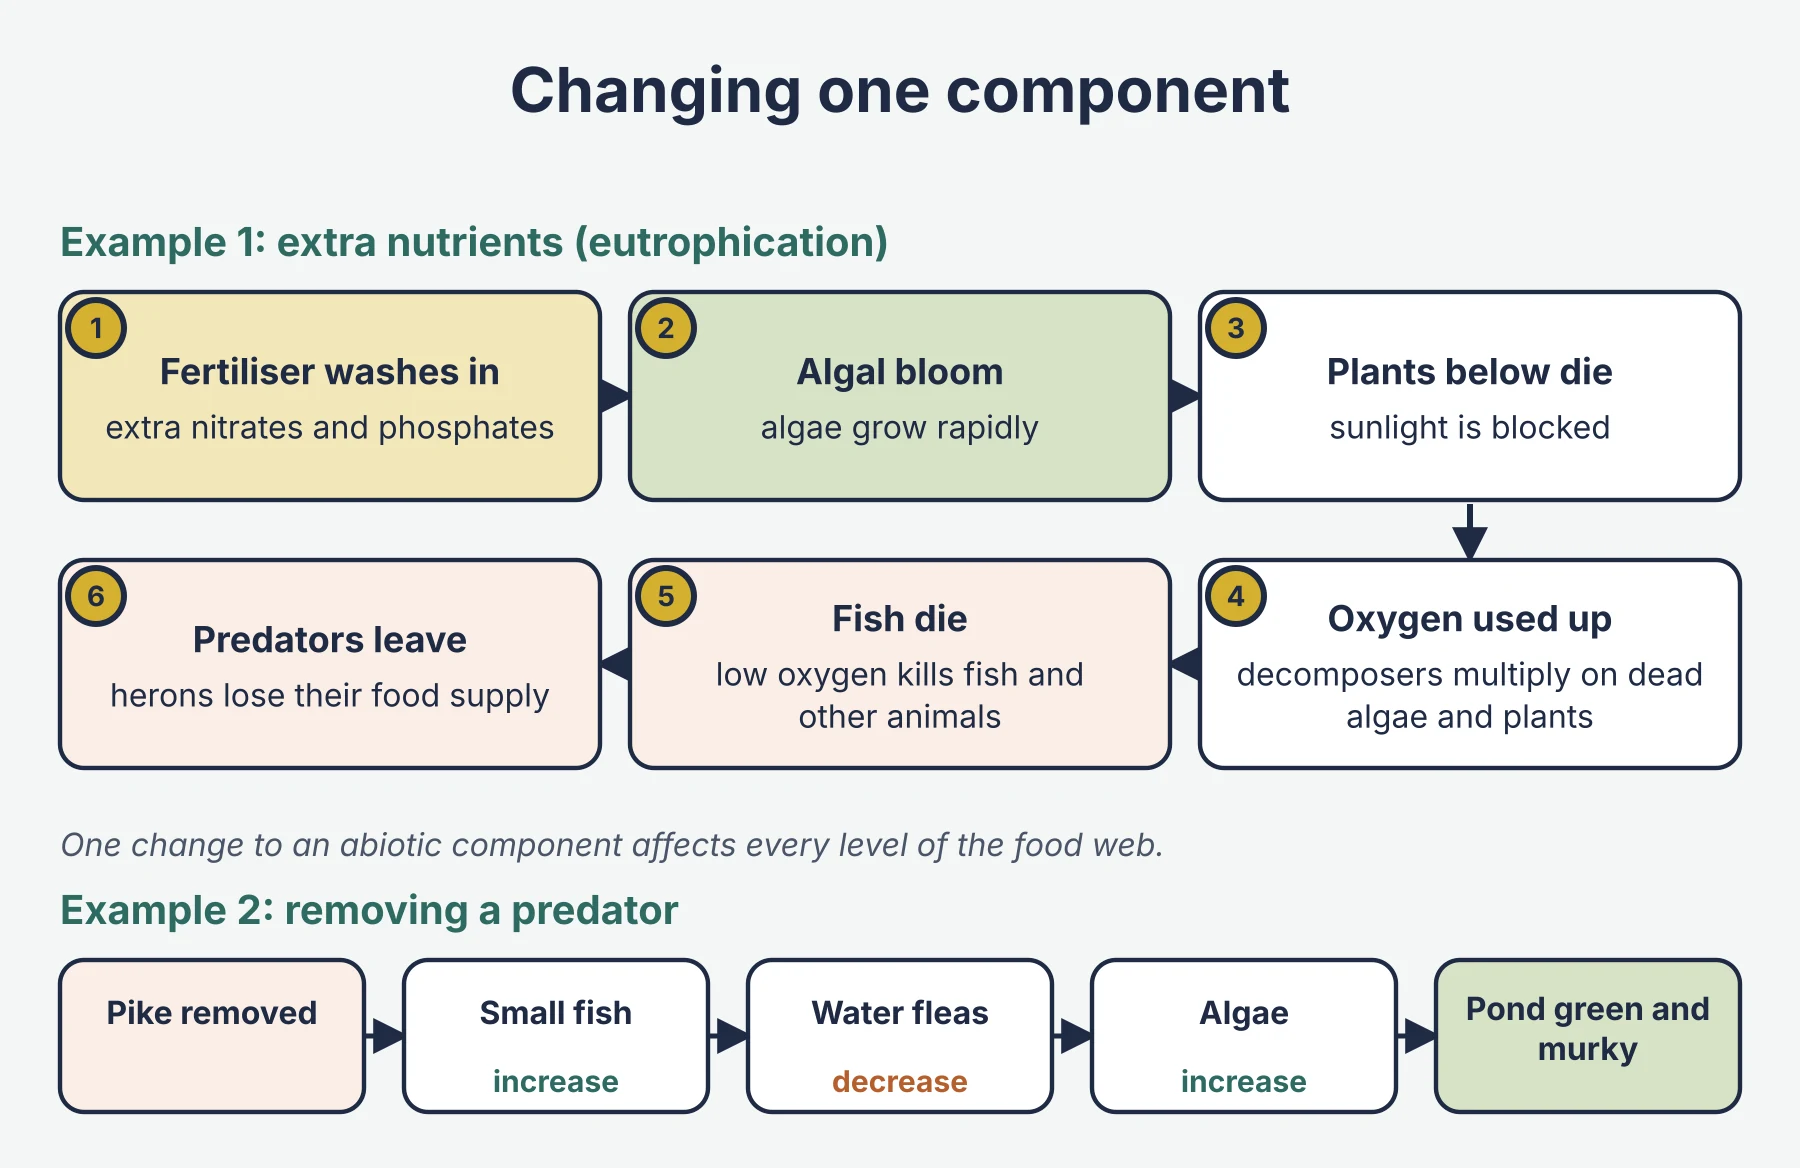 Changing one component
Example 1: extra nutrients (eutrophication)
1
Fertiliser washes in
extra nitrates and phosphates
2
Algal bloom
algae grow rapidly
3
Plants below die
sunlight is blocked
4
Oxygen used up
decomposers multiply on dead
algae and plants
5
Fish die
low oxygen kills fish and
other animals
6
Predators leave
herons lose their food supply
One change to an abiotic component affects every level of the food web.
Example 2: removing a predator
Pike removed
Small fish
increase
Water fleas
decrease
Algae
increase
Pond green and
murky